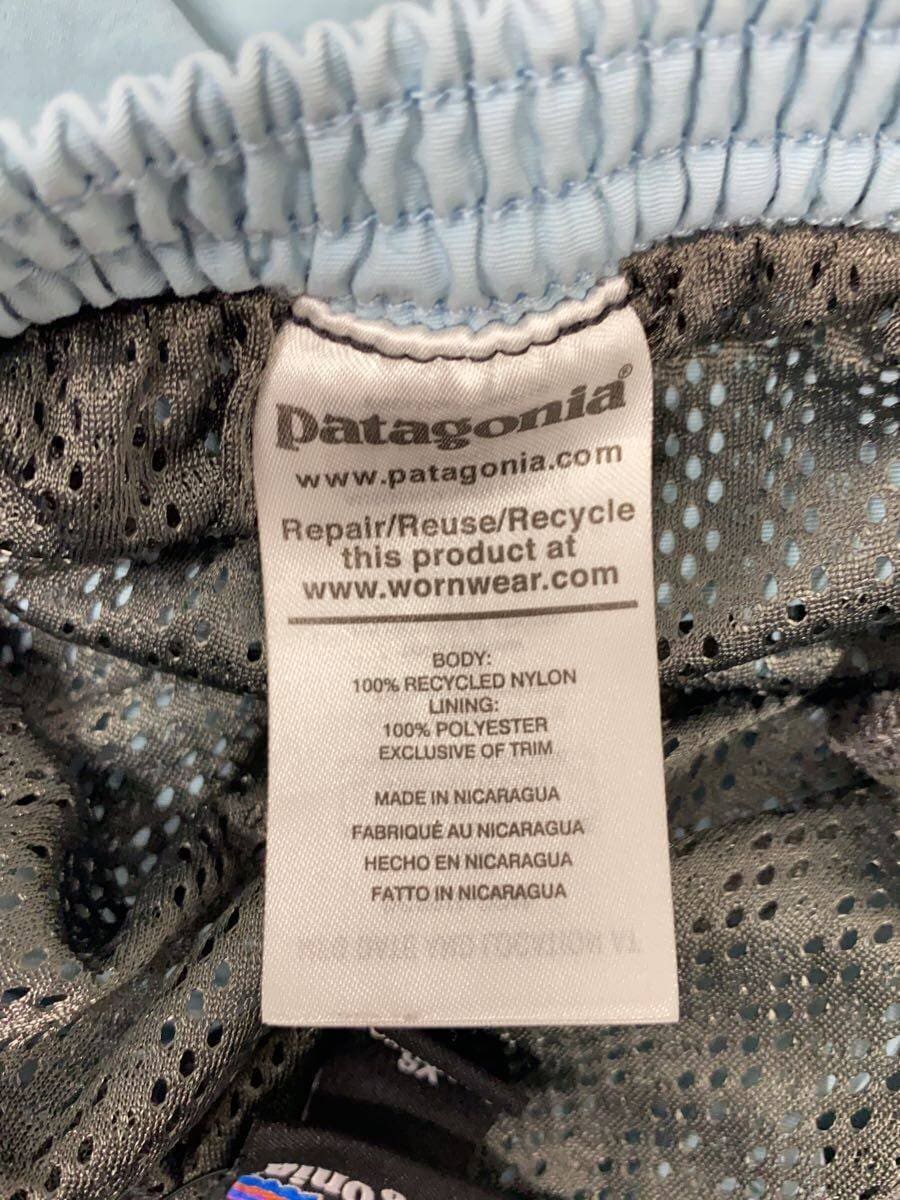 patagonia®
www.patagonia.com
Repair/Reuse/Recycle
this product at
www.wornwear.com
BODY:
100% RECYCLED NYLON
LINING:
100% POLYESTER
EXCLUSIVE OF TRIM
MADE IN NICARAGUA
FABRIQUÉ AU NICARAGUA
HECHO EN NICARAGUA
FATTO IN NICARAGUA